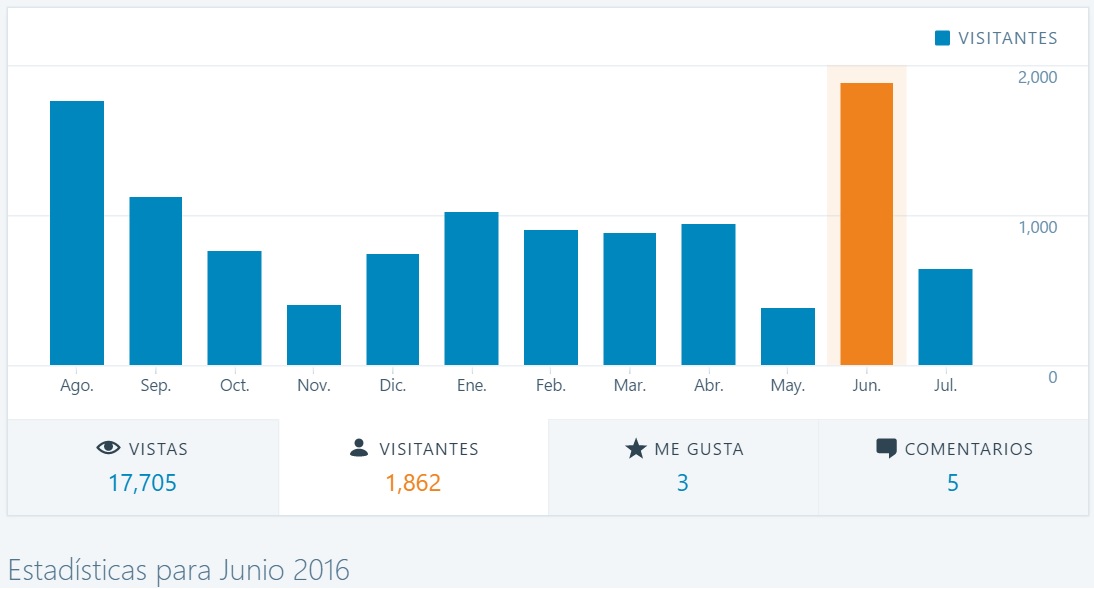 VISITANTES
2,000
1,000
0
Ago. Sep. Oct. Nov. Dic. Ene. Feb. Mar. Abr. May. Jun. Jul.
VISTAS VISITANTES ME GUSTA COMENTARIOS
17,705 1,862 3 5
Estadísticas para Junio 2016